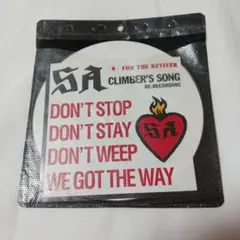 ★ FOR THE REVIVER
SA
CLIMBER'S SONG
RE-RECORDING
DON'T STOP
DON'T STAY
DON'T WEEP
WE GOT THE WAY
SA